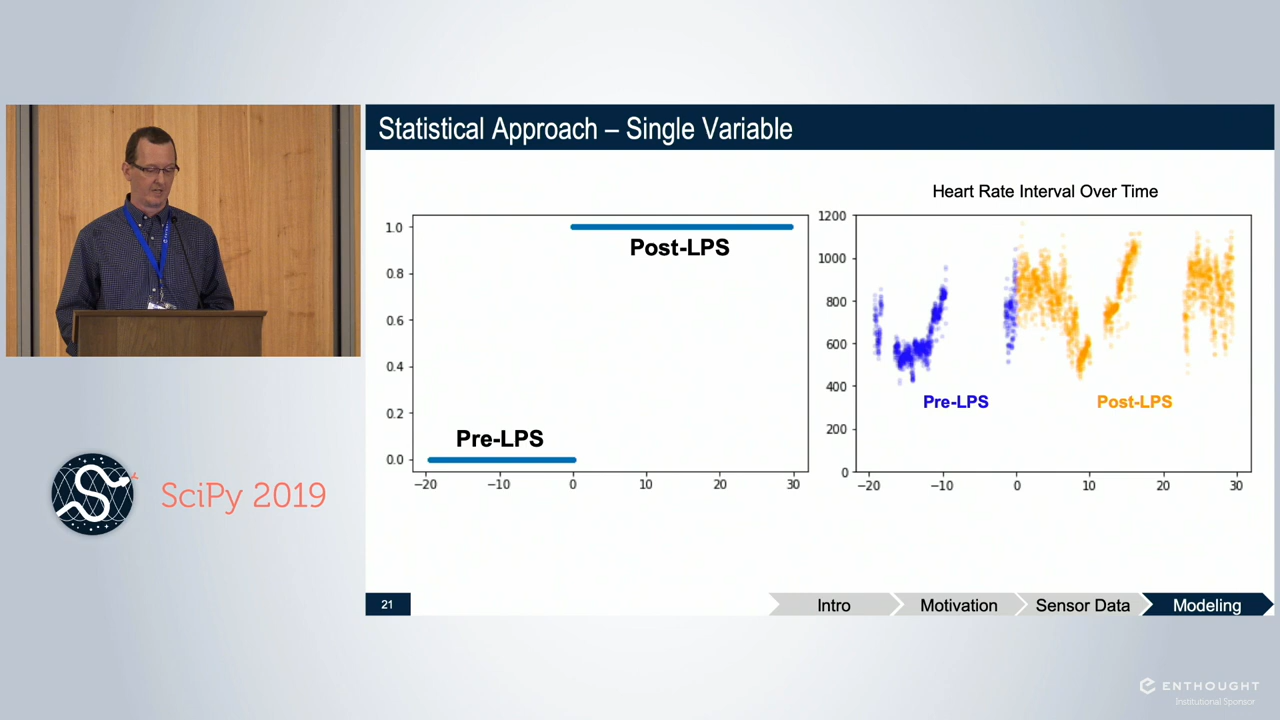 Statistical Approach – Single Variable
Heart Rate Interval Over Time
1.0
0.8
0.6
0.4
0.2
0.0
Post-LPS
Pre-LPS
−20
−10
0
10
20
30
1200
1000
800
600
400
200
0
Pre-LPS
Post-LPS
−20
−10
0
10
20
30
SciPy 2019
21
Intro
Motivation
Sensor Data
Modeling
ENTHOUGHT
Institutional Sponsor